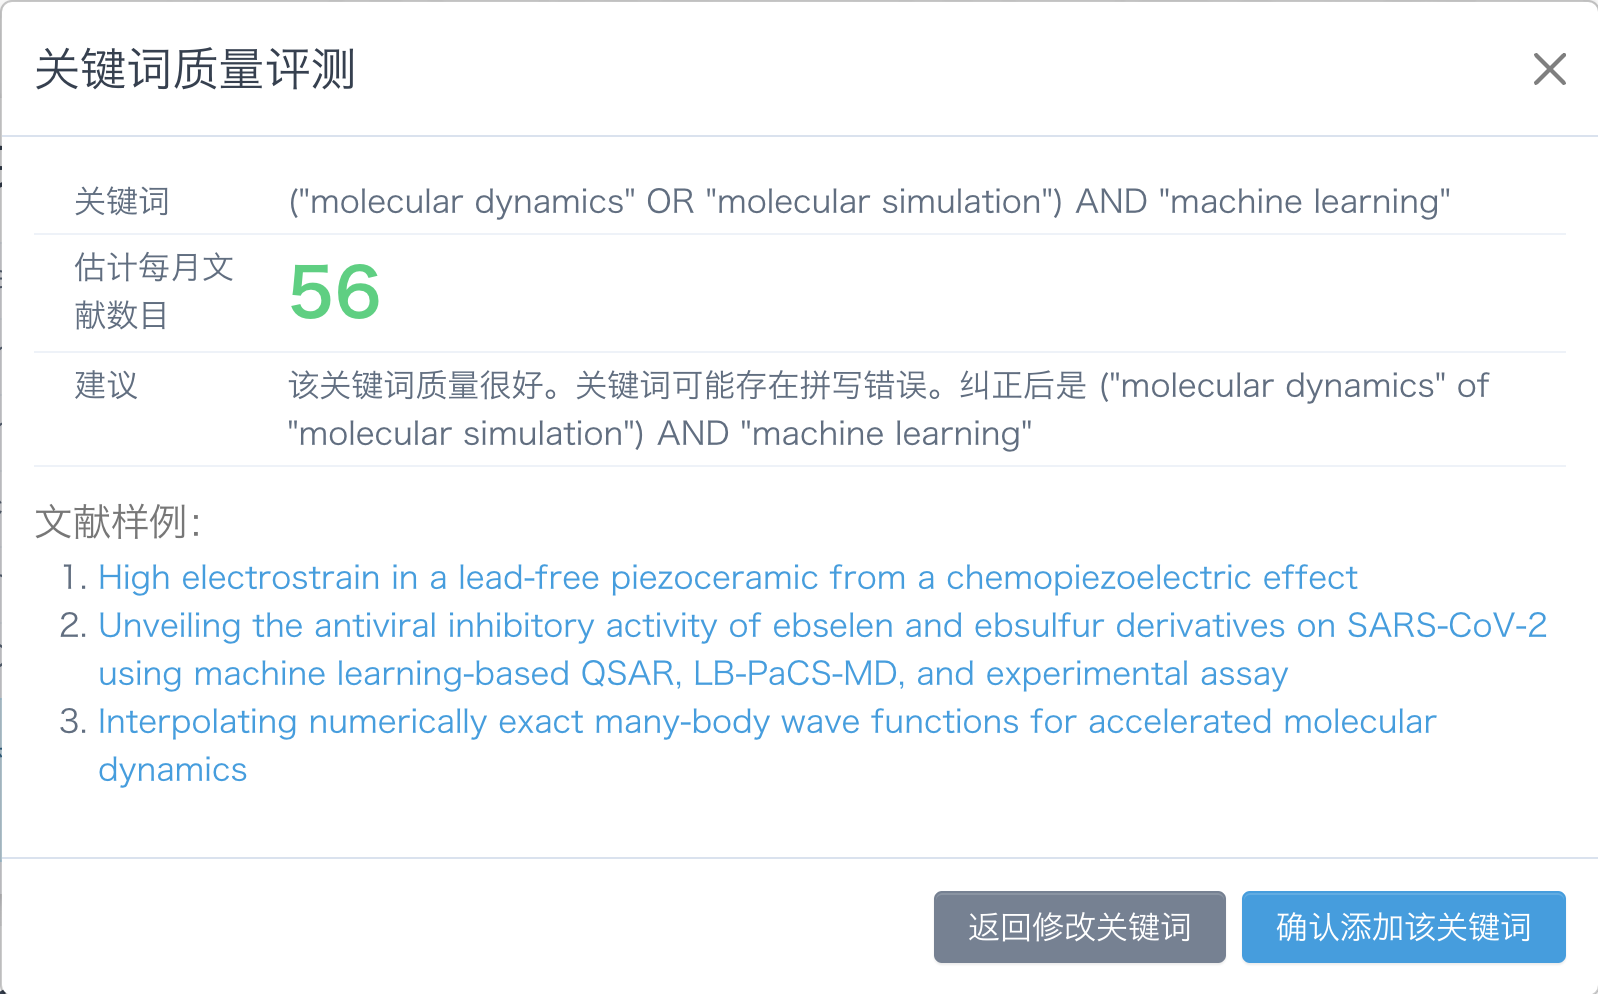 关键词质量评测
关键词 ("molecular dynamics" OR "molecular simulation") AND "machine learning"
估计每月文
献数目
56
建议 该关键词质量很好。关键词可能存在拼写错误。纠正后是 ("molecular dynamics" of
"molecular simulation") AND "machine learning"
文献样例：
1. High electrostrain in a lead-free piezoceramic from a chemopiezoelectric effect
2. Unveiling the antiviral inhibitory activity of ebselen and ebsulfur derivatives on SARS-CoV-2
using machine learning-based QSAR, LB-PaCS-MD, and experimental assay
3. Interpolating numerically exact many-body wave functions for accelerated molecular
dynamics
返回修改关键词 确认添加该关键词